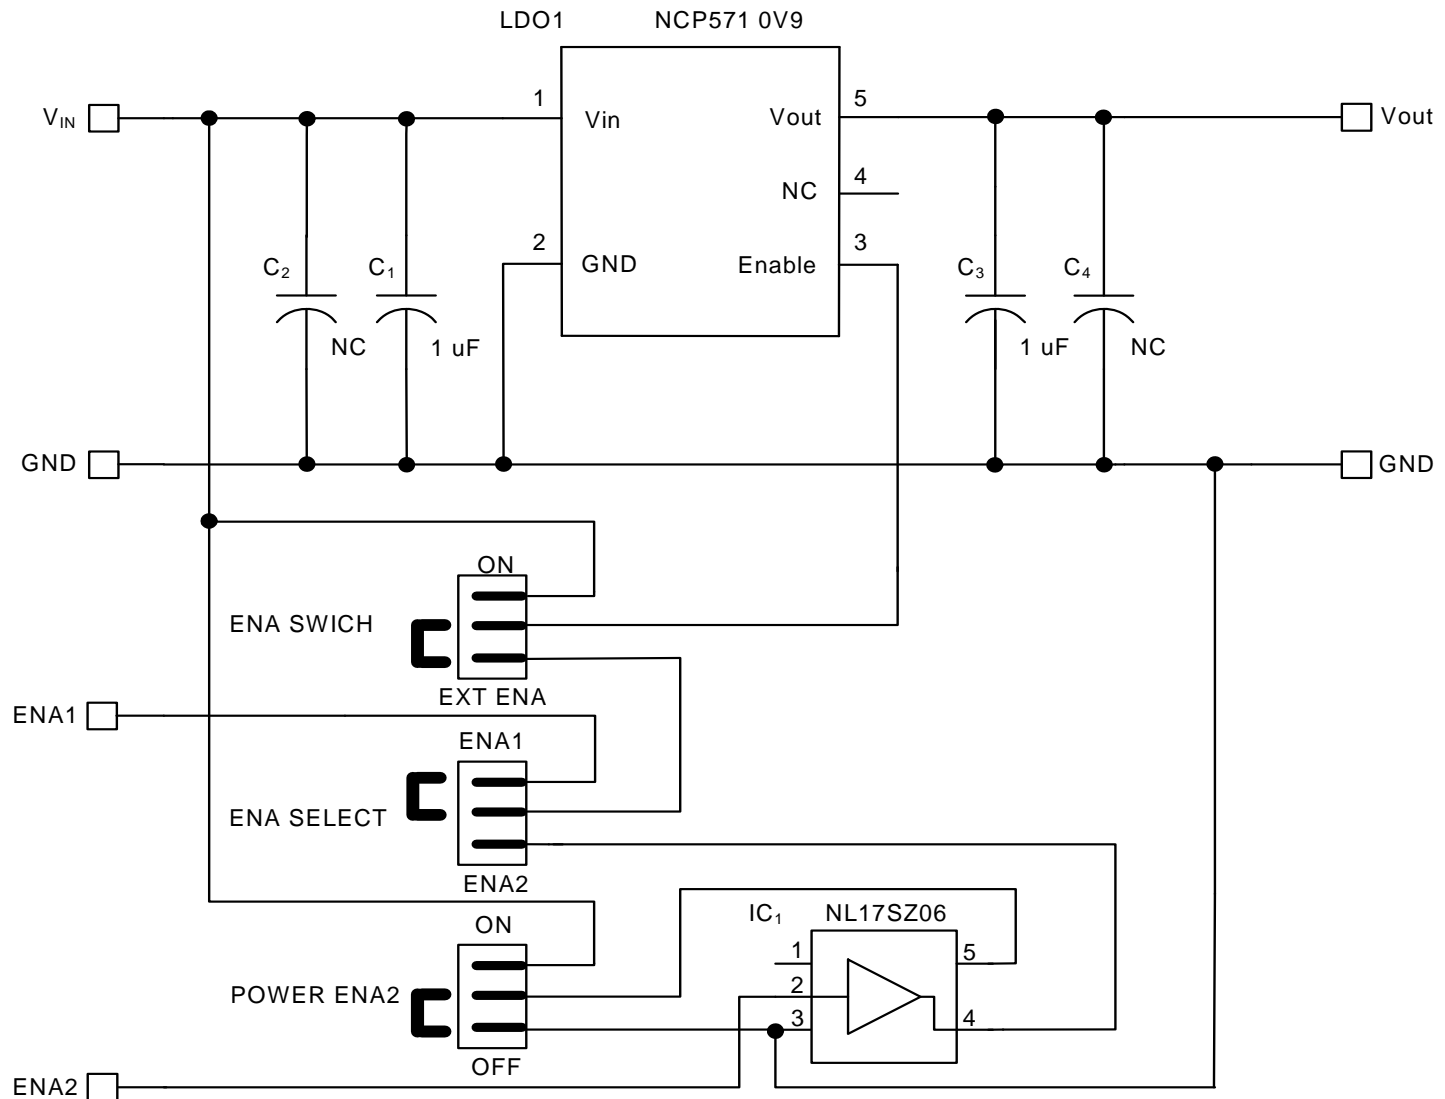 LDO1 NCP571 0V9
VIN 1 Vin Vout 5 Vout
NC 4
2 GND Enable 3
C2 C1 C3 C4
NC 1 uF 1 uF NC
GND GND
ON
ENA SWICH
EXT ENA
ENA1
ENA1
ENA SELECT
ENA2
ON
IC1 NL17SZ06
1 5
POWER ENA2 2
3 4
OFF
ENA2